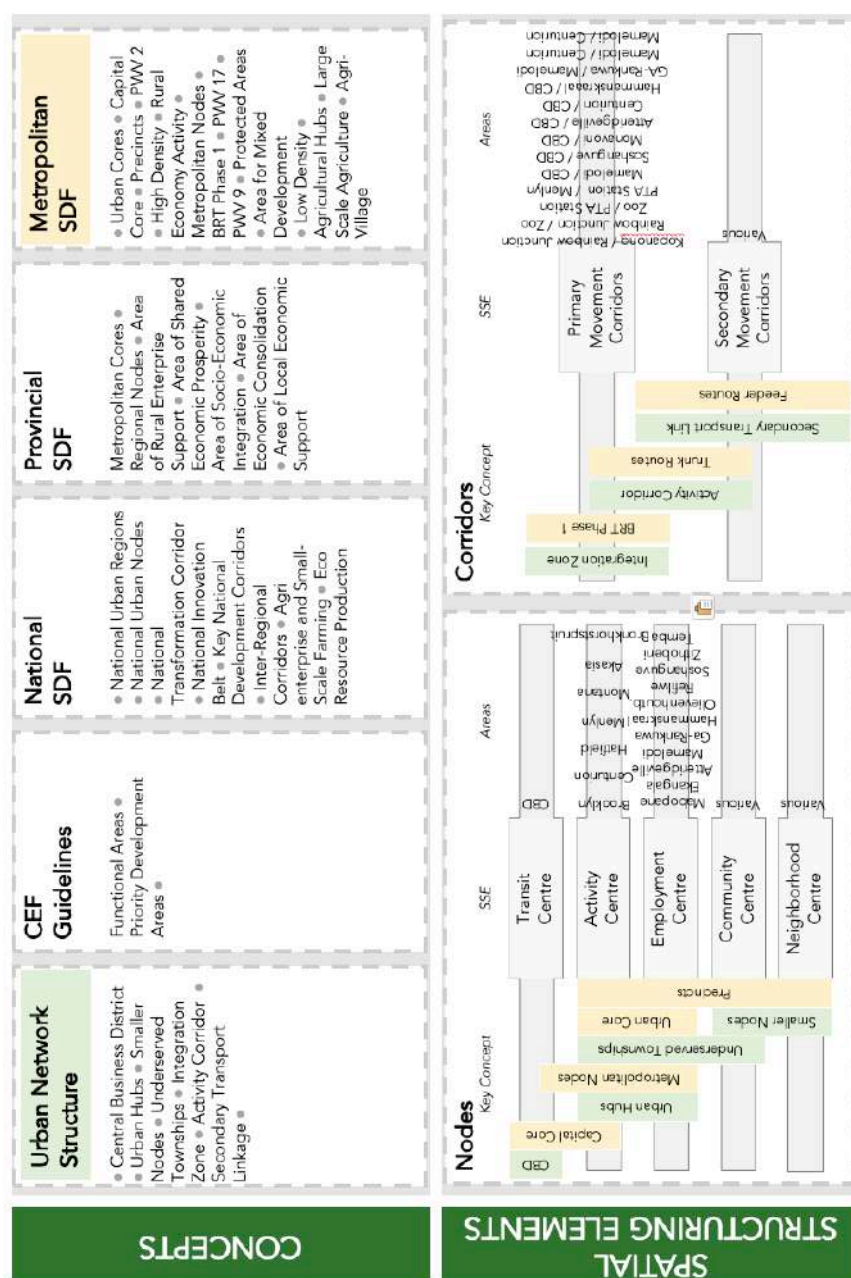 CONCEPTS
Urban Network
Structure
● Central Business District
● Urban Hubs ● Smaller
Nodes ● Underserved
Townships ● Integration
Zone ● Activity Corridor ●
Secondary Transport
Linkage ●
CEF
Guidelines
Functional Areas ●
Priority Development
Areas ●
National
SDF
● National Urban Regions
● National Urban Nodes
● National
Transformation Corridor
● National Innovation
Belt ● Key National
Development Corridors
● Inter-Regional
Corridors ● Agri
enterprise and Small-
Scale Farming ● Eco
Resource Production
Provincial
SDF
Metropolitan Cores ●
Regional Nodes ● Area
of Rural Enterprise
Support ● Area of Shared
Economic Prosperity ●
Area of Socio-Economic
Integration ● Area of
Economic Consolidation
● Area of Local Economic
Support
Metropolitan
SDF
● Urban Cores ● Capital
Core ● Precincts ● PWV 2
● High Density ● Rural
Economy Activity ●
Metropolitan Nodes ●
BRT Phase 1 ● PWV 17 ●
PWV 9 ● Protected Areas
● Area for Mixed
Development
● Low Density ●
Agricultural Hubs ● Large
Scale Agriculture ● Agri-
Village
SPATIAL
STRUCTURING ELEMENTS
Nodes
Key Concept
SSE
Areas
CBD
Capital Core
Urban Hubs
Metropolitan Nodes
Underserved Townships
Urban Core
Smaller Nodes
Precincts
Transit
Centre
CBD
Activity
Centre
Brooklyn
Centurion
Hatfield
Menlyn
Montana
Akasia
Bronkhorstspruit
Employment
Centre
Mabopane
Ekangala
Atteridgeville
Mamelodi
Ga-Rankuwa
Hammanskraal
Olievenhoutb
Refilwe
Soshanguve
Zithobeni
Temba
Community
Centre
Various
Neighborhood
Centre
Various
Corridors
Key Concept
SSE
Areas
Integration Zone
BRT Phase 1
Activity Corridor
Trunk Routes
Secondary Transport Link
Feeder Routes
Primary
Movement
Corridors
Kopanong / Rainbow Junction
Rainbow Junction / Zoo
Zoo / PTA Station
PTA Station / Menlyn
Mamelodi / CBD
Soshanguve / CBD
Monavoni / CBD
Atteridgeville / CBD
Centurion / CBD
Hammanskraal / CBD
GA-Rankuwa / Mamelodi
Mamelodi / Centurion
Mamelodi / Centurion
Secondary
Movement
Corridors
Various